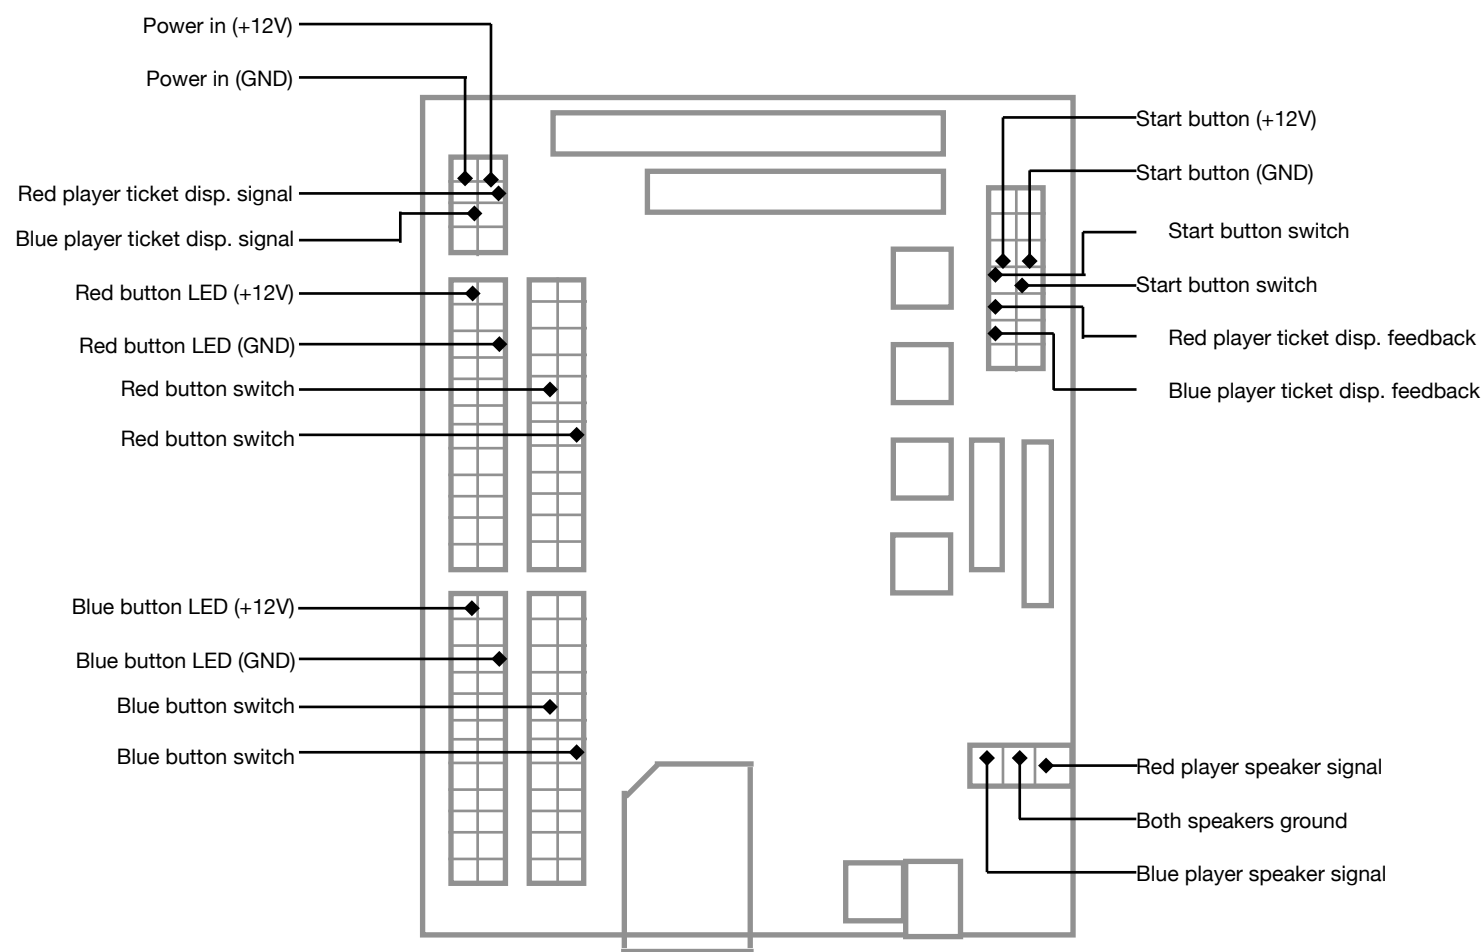 Power in (+12V)
Power in (GND)
Red player ticket disp. signal
Blue player ticket disp. signal
Red button LED (+12V)
Red button LED (GND)
Red button switch
Red button switch
Blue button LED (+12V)
Blue button LED (GND)
Blue button switch
Blue button switch
Start button (+12V)
Start button (GND)
Start button switch
Start button switch
Red player ticket disp. feedback
Blue player ticket disp. feedback
Red player speaker signal
Both speakers ground
Blue player speaker signal